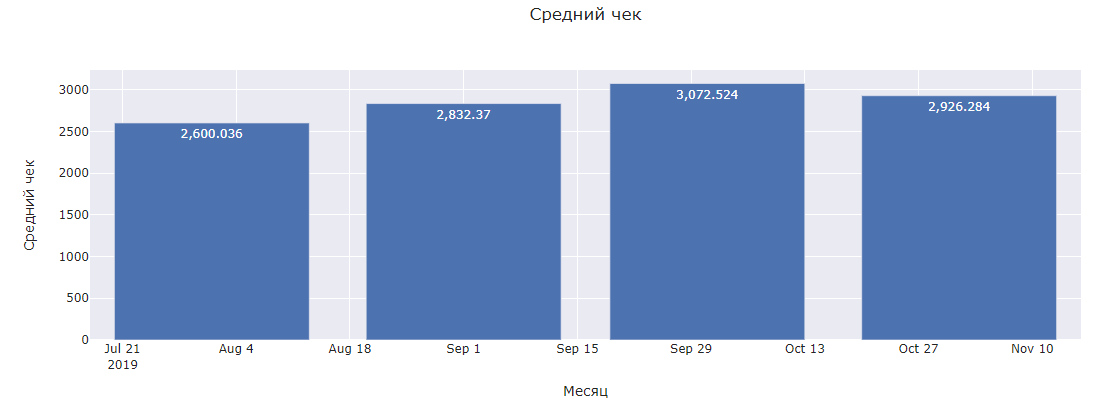 Средний чек
Средний чек
3000
2500
2000
1500
1000
500
0
2,600.036
2,832.37
3,072.524
2,926.284
Jul 21
2019
Aug 4
Aug 18
Sep 1
Sep 15
Sep 29
Oct 13
Oct 27
Nov 10
Месяц